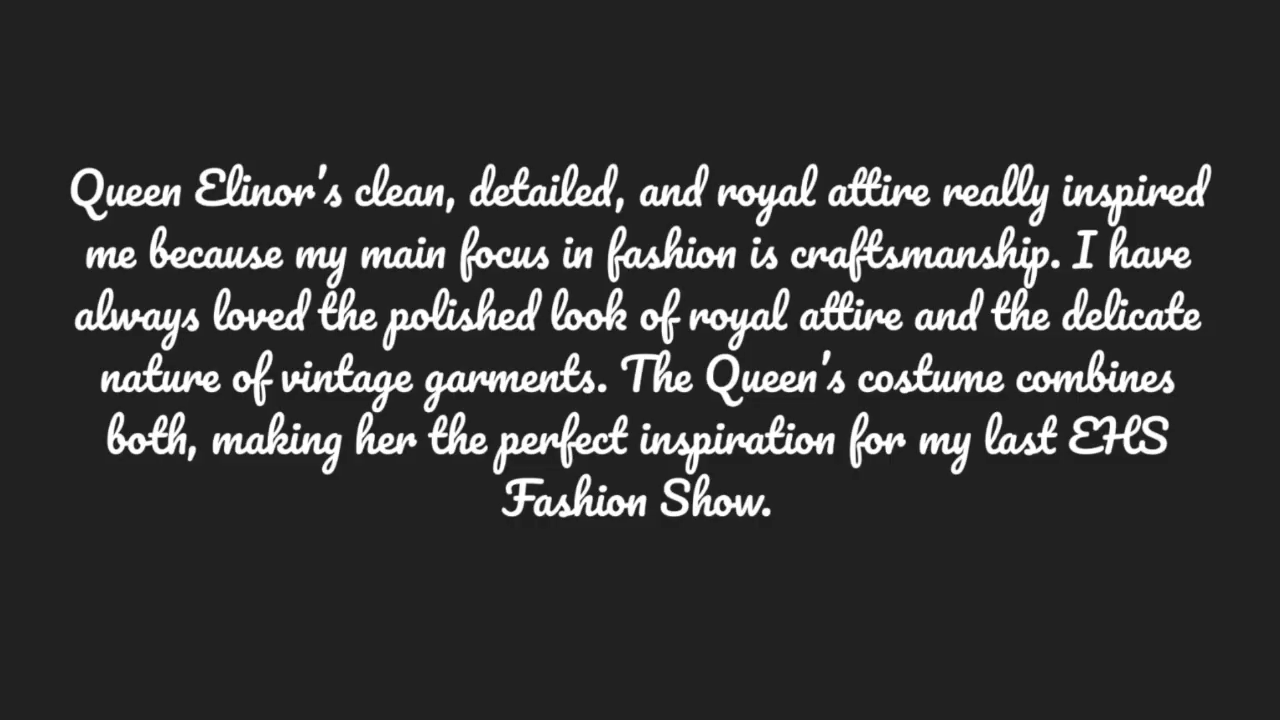 Queen Elinor's clean, detailed, and royal attire really inspired
me because my main focus in fashion is craftsmanship. I have
always loved the polished look of royal attire and the delicate
nature of vintage garments. The Queen's costume combines
both, making her the perfect inspiration for my last EHS
Fashion Show.